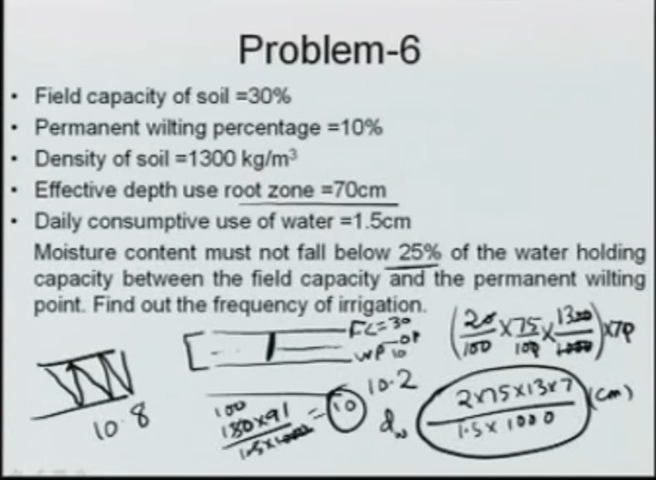 Problem-6
• Field capacity of soil =30%
• Permanent wilting percentage =10%
• Density of soil =1300 kg/m³
• Effective depth use root zone =70cm
• Daily consumptive use of water =1.5cm
Moisture content must not fall below 25% of the water holding
capacity between the field capacity and the permanent wilting
point. Find out the frequency of irrigation.
FC=30
WP 10
(20/100 × 75/100 × 1300/1000) × 70
10.2
10.8
100
= 10
dw
2×75×13×7 / 1.5×1000 (cm)